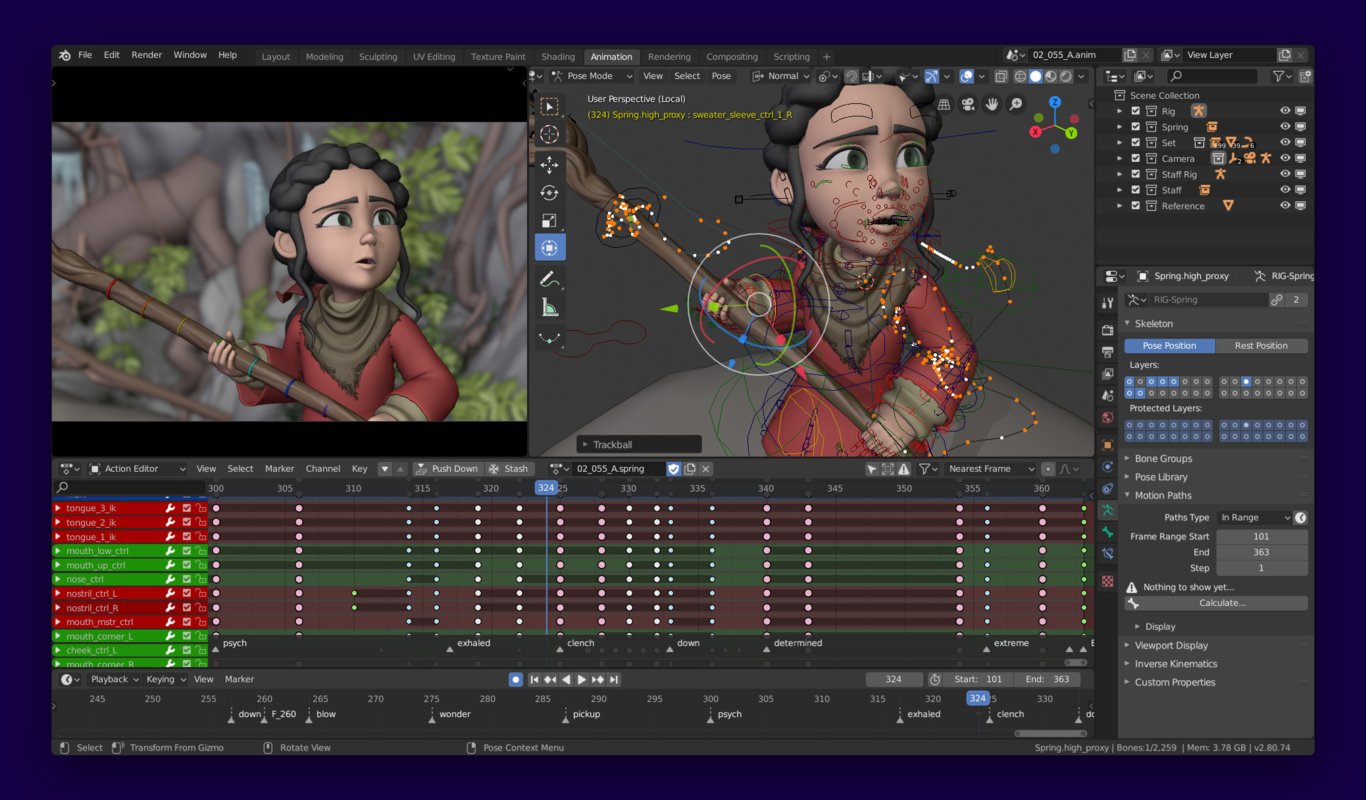 File Edit Render Window Help Layout Modeling Sculpting UV Editing Texture Paint Shading Animation Rendering Compositing Scripting + 02_055_A.anim View Layer
Pose Mode View Select Pose Normal
User Perspective (Local)
(324) Spring.high_proxy : sweater_sleeve_ctrl_1_R
Z
X Y
Trackball
Scene Collection
Rig
Spring
Set 99 39 6
Camera 2
Staff Rig
Staff
Reference
Spring.high_proxy RIG-Spring
RIG-Spring 2
Skeleton
Pose Position Rest Position
Layers:
Protected Layers:
Bone Groups
Pose Library
Motion Paths
Paths Type In Range
Frame Range Start 101
End 363
Step 1
Nothing to show yet...
Calculate...
Display
Viewport Display
Inverse Kinematics
Custom Properties
Action Editor View Select Marker Channel Key Push Down Stash 02_055_A.spring Nearest Frame
300 305 310 315 320 324 25 330 335 340 345 350 355 360
tongue_3_ik
tongue_2_ik
tongue_1_ik
mouth_low_ctrl
mouth_up_ctrl
nose_ctrl
nostril_ctrl_L
nostril_ctrl_R
mouth_mstr_ctrl
mouth_corner_L
cheek_ctrl_L
mouth_corner_R
psych exhaled clench down determined extreme
Playback Keying View Marker 324 Start: 101 End: 363
245 250 255 260 265 270 275 280 285 290 295 300 305 310 315 320 324 25 330
down F_260 blow wonder pickup psych exhaled clench do
Select Transform From Gizmo Rotate View Pose Context Menu Spring.high_proxy | Bones:1/2,259 | Mem: 3.78 GB | v2.80.74